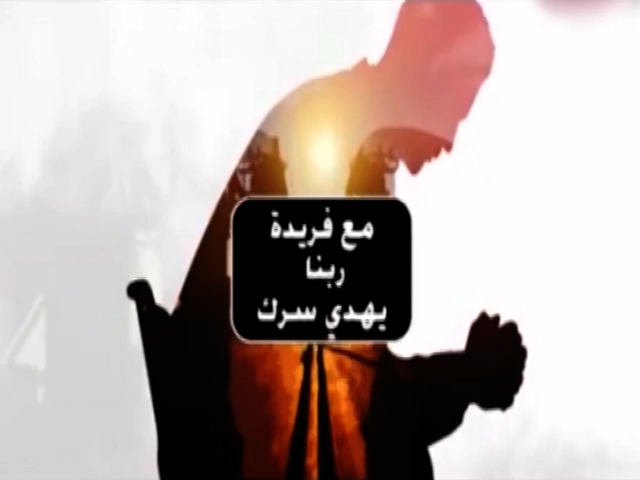 مع فريدة
ربنا
يهدي سرك